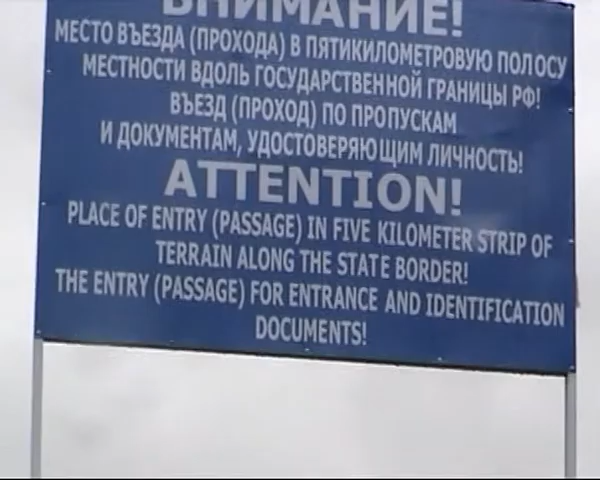 ВНИМАНИЕ!
МЕСТО ВЪЕЗДА (ПРОХОДА) В ПЯТИКИЛОМЕТРОВУЮ ПОЛОСУ
МЕСТНОСТИ ВДОЛЬ ГОСУДАРСТВЕННОЙ ГРАНИЦЫ РФ!
ВЪЕЗД (ПРОХОД) ПО ПРОПУСКАМ
И ДОКУМЕНТАМ, УДОСТОВЕРЯЮЩИМ ЛИЧНОСТЬ!
ATTENTION!
PLACE OF ENTRY (PASSAGE) IN FIVE KILOMETER STRIP OF
TERRAIN ALONG THE STATE BORDER!
THE ENTRY (PASSAGE) FOR ENTRANCE AND IDENTIFICATION
DOCUMENTS!